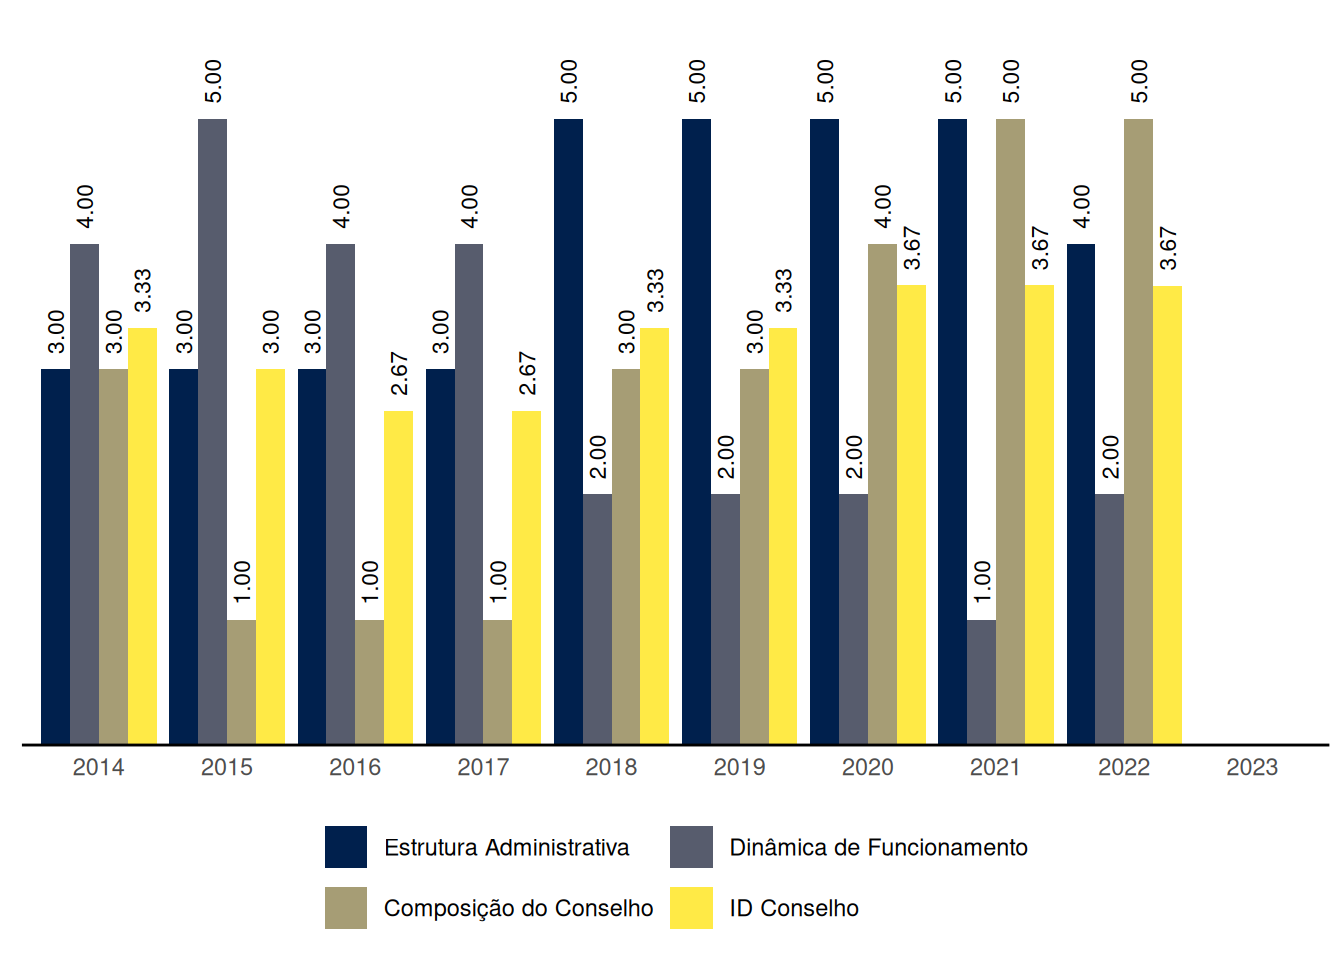 5.00 5.00 5.00 5.00 5.00 5.00 5.00
4.00 4.00 4.00 4.00 4.00
3.67 3.67 3.67
3.33 3.33 3.33
3.00 3.00 3.00 3.00 3.00 3.00 3.00 3.00
2.67 2.67
2.00 2.00 2.00 2.00
1.00 1.00 1.00 1.00
2014 2015 2016 2017 2018 2019 2020 2021 2022 2023
Estrutura Administrativa Dinâmica de Funcionamento
Composição do Conselho ID Conselho